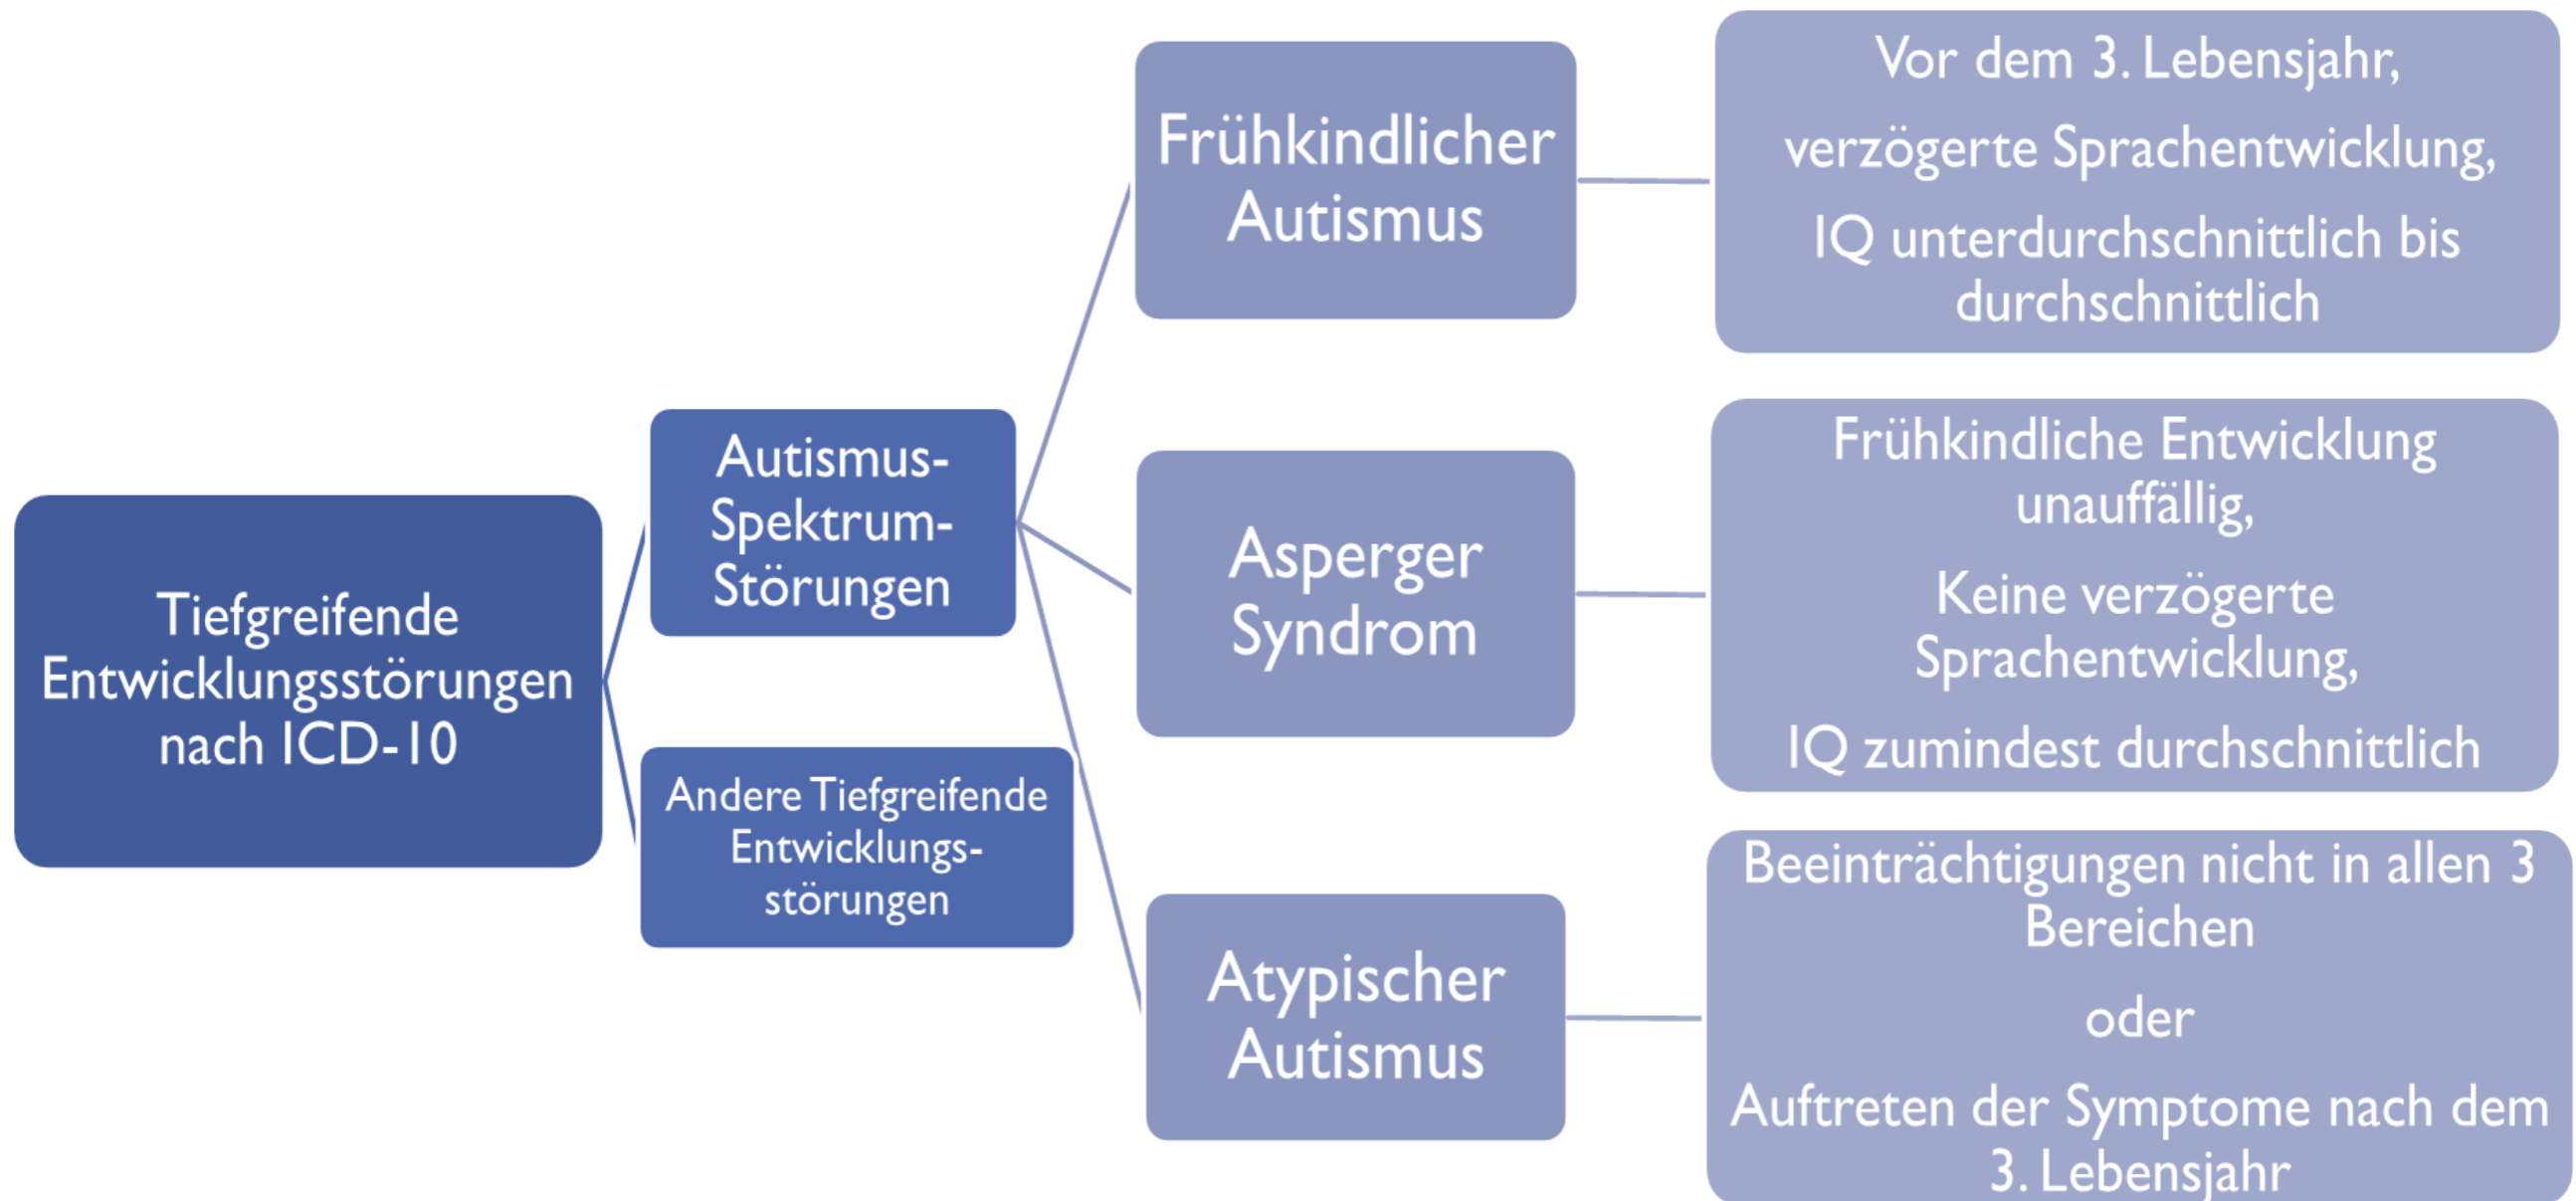 Tiefgreifende
Entwicklungsstörungen
nach ICD-10
Autismus-
Spektrum-
Störungen
Andere Tiefgreifende
Entwicklungs-
störungen
Frühkindlicher
Autismus
Vor dem 3. Lebensjahr,
verzögerte Sprachentwicklung,
IQ unterdurchschnittlich bis
durchschnittlich
Asperger
Syndrom
Frühkindliche Entwicklung
unauffällig,
Keine verzögerte
Sprachentwicklung,
IQ zumindest durchschnittlich
Atypischer
Autismus
Beeinträchtigungen nicht in allen 3
Bereichen
oder
Auftreten der Symptome nach dem
3. Lebensjahr